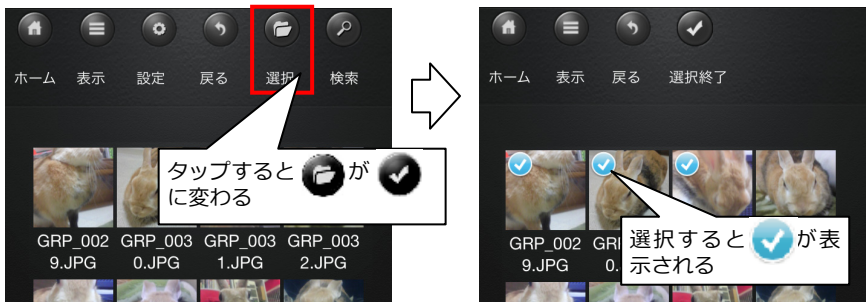 ホーム 表示 設定 戻る 選択 検索
タップすると が
に変わる
GRP_002 GRP_003 GRP_003 GRP_003
9.JPG 0.JPG 1.JPG 2.JPG
ホーム 表示 戻る 選択終了
選択すると が表
示される
GRP_002 GR
9.JPG 0.